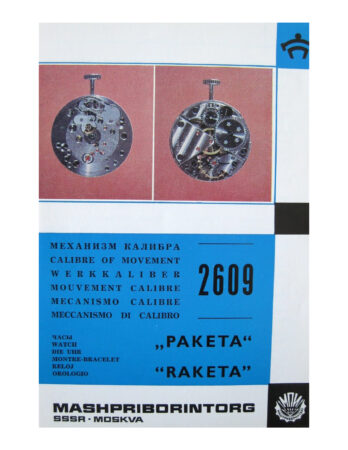 МЕХАНИЗМ КАЛИБРА
CALIBRE OF MOVEMENT
WERKKALIBER
MOUVEMENT CALIBRE
MECANISMO CALIBRE
MECCANISMO DI CALIBRO
2609
ЧАСЫ
WATCH
DIE UHR
MONTRE-BRACELET
RELOJ
OROLOGIO
„РАКЕТА“
“RAKETA”
MASHPRIBORINTORG
SSSR · MOSKVA
МПИ